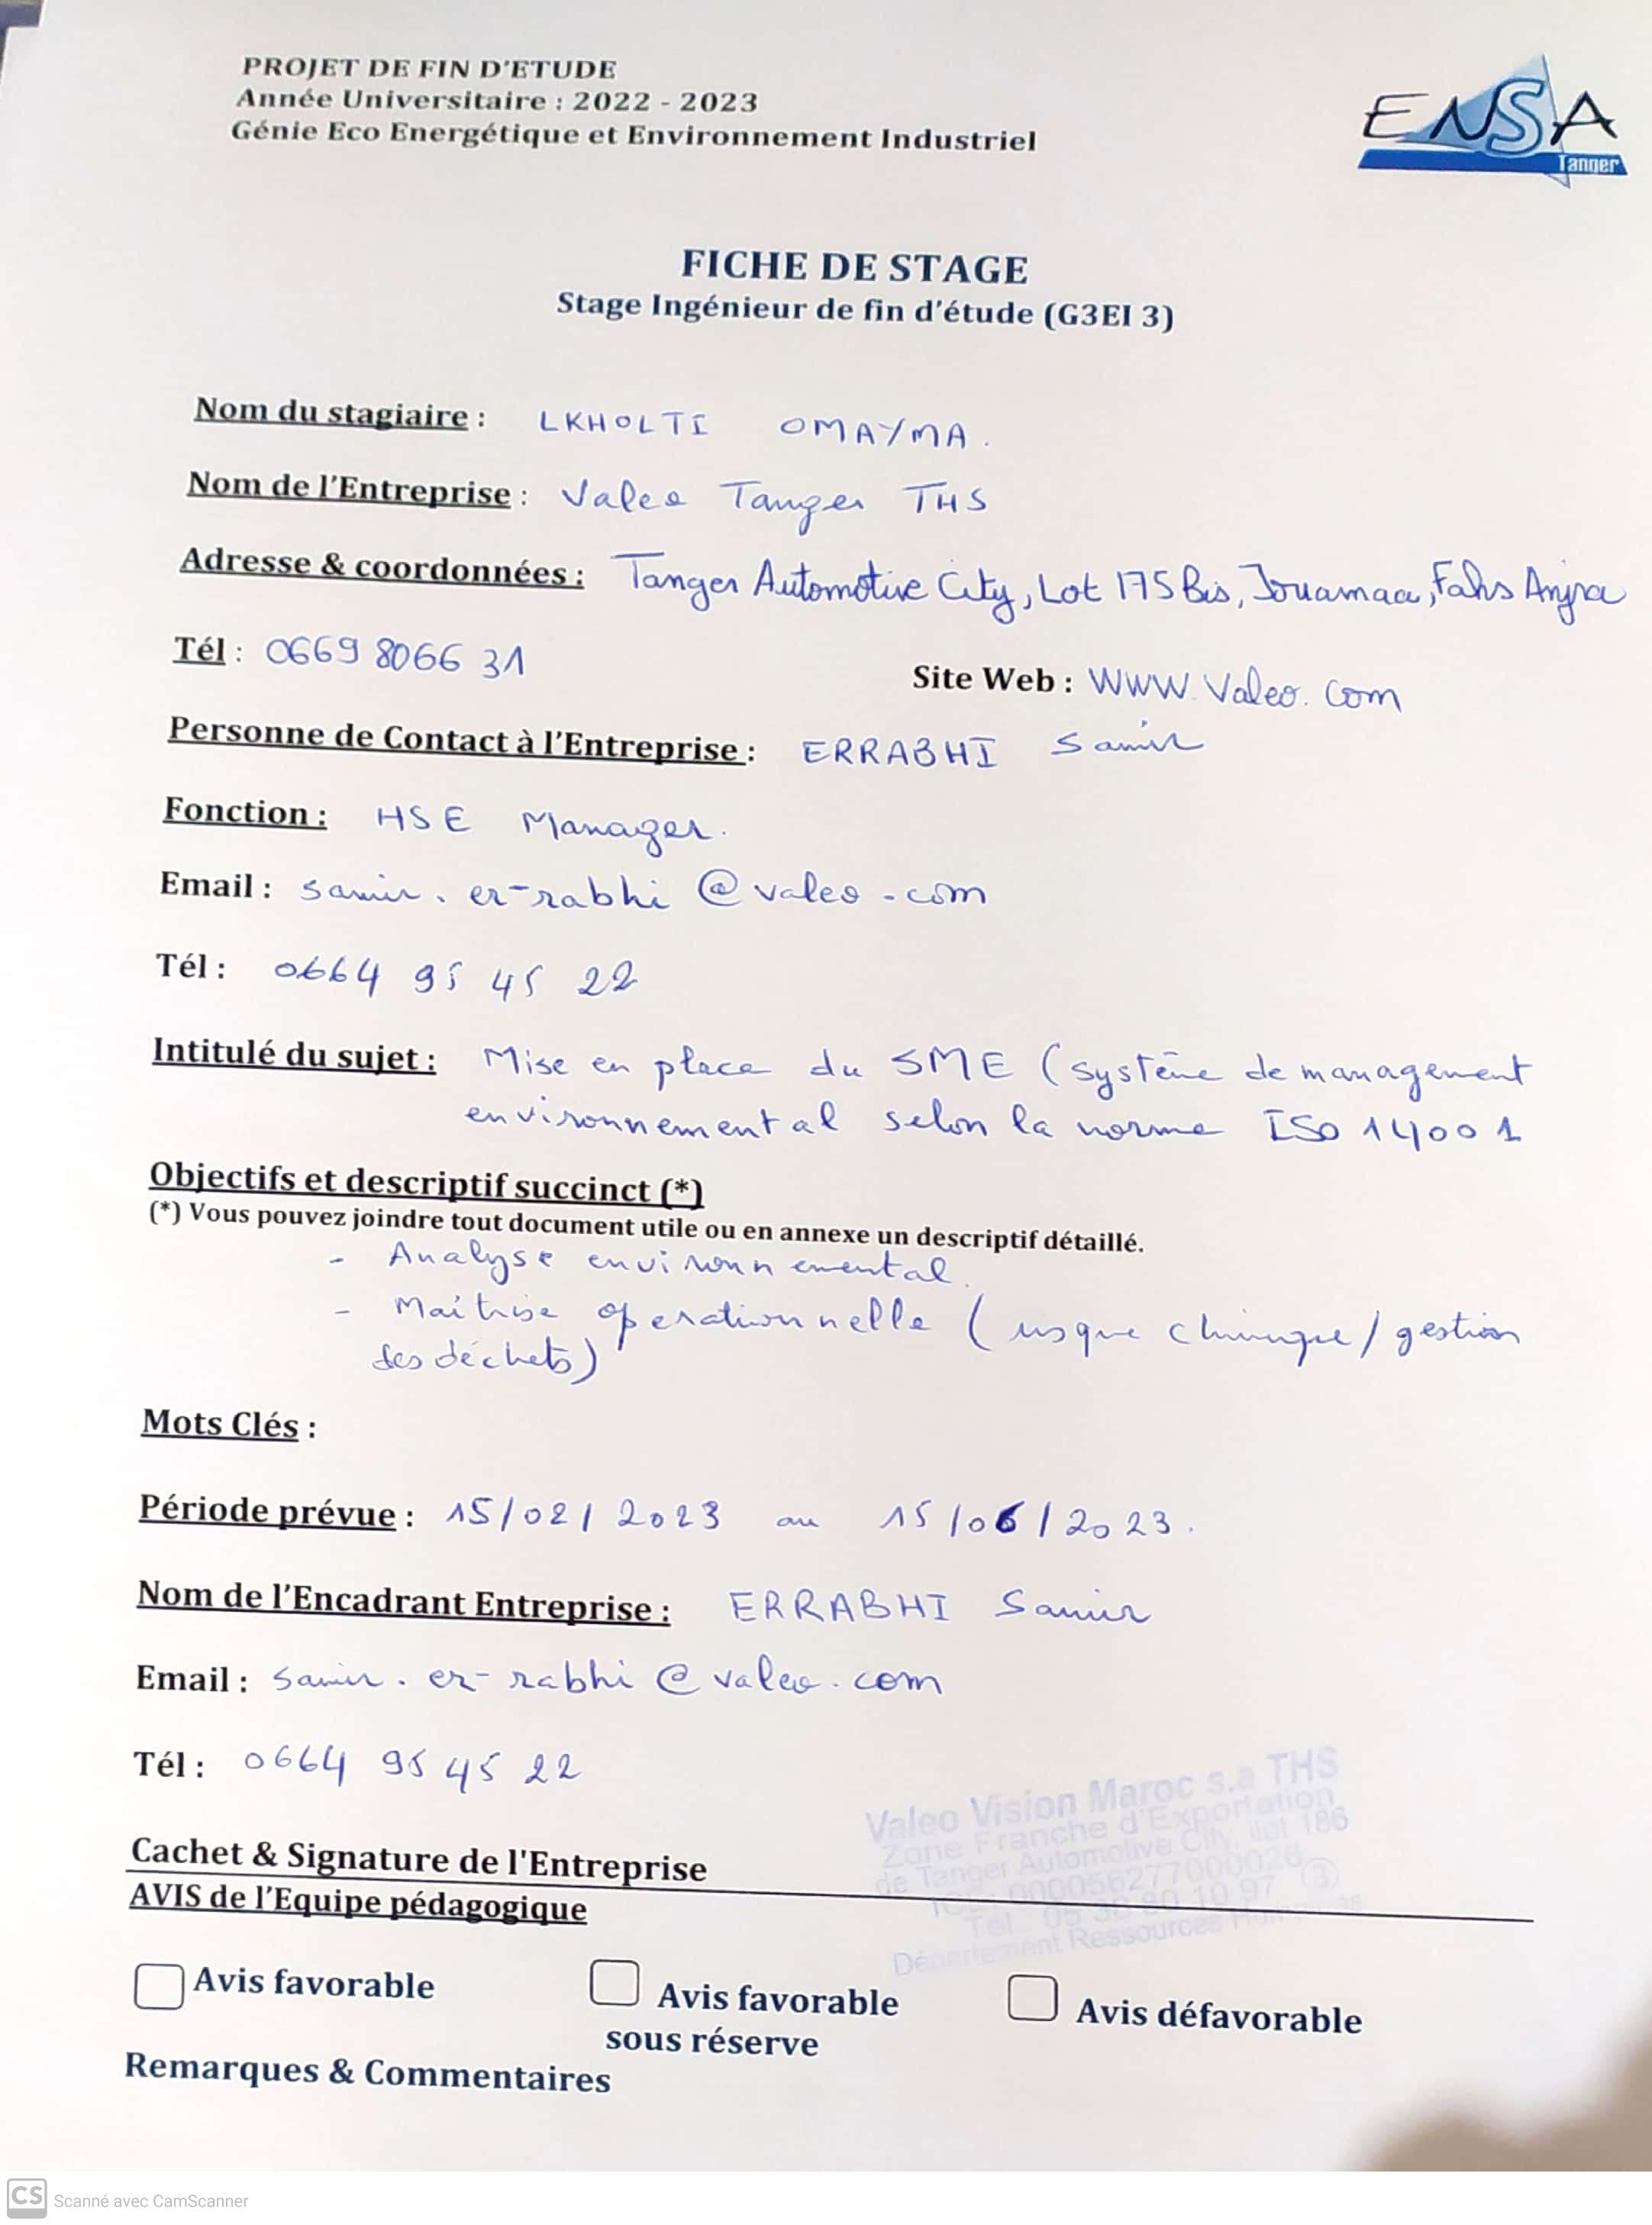 PROJET DE FIN D'ETUDE
Année Universitaire : 2022 - 2023
Génie Eco Energétique et Environnement Industriel
ENSA
Tanger
FICHE DE STAGE
Stage Ingénieur de fin d'étude (G3EI 3)
Nom du stagiaire : LKHOLTI OMAYMA.
Nom de l'Entreprise : Valeo Tanger THS
Adresse & coordonnées : Tanger Automotive City, Lot 175 Bis, Jouamaa, Fahs Anjra
Tél : 0669 8066 31
Site Web : WWW.Valeo.Com
Personne de Contact à l'Entreprise : ERRABHI Samir
Fonction : HSE Manager.
Email : samir.er-rabhi@valeo.com
Tél : 0664 95 45 22
Intitulé du sujet : Mise en place du SME (système de management
environnemental selon la norme ISO 14001
Objectifs et descriptif succinct (*)
(*) Vous pouvez joindre tout document utile ou en annexe un descriptif détaillé.
- Analyse environnemental.
- Maîtrise opérationnelle (risque chimique / gestion
des déchets)
Mots Clés :
Période prévue : 15/02/2023 au 15/06/2023.
Nom de l'Encadrant Entreprise : ERRABHI Samir
Email : samir.er-rabhi@valeo.com
Tél : 0664 95 45 22
Valeo Vision Maroc s.a THS
Zone Franche d'Exportation
de Tanger Automotive City, ilot 186
ICE : 000056277000026
Tél : 05 30 80 10 97 (3)
Département Ressources Humaines
Cachet & Signature de l'Entreprise
AVIS de l'Equipe pédagogique
Avis favorable
Avis favorable
sous réserve
Avis défavorable
Remarques & Commentaires
CS Scanné avec CamScanner